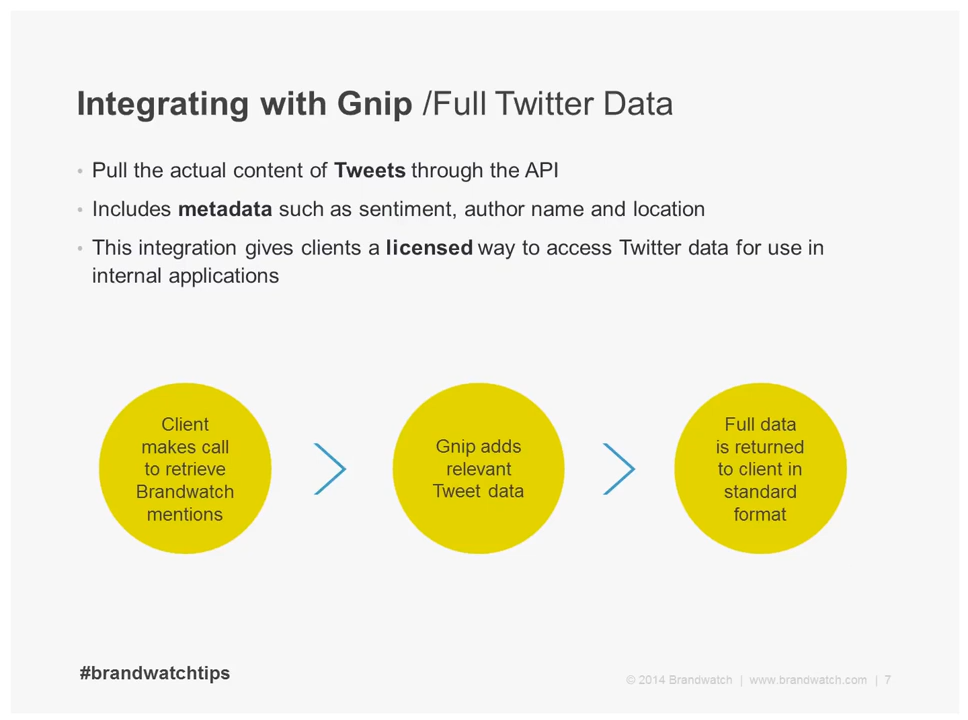 Integrating with Gnip /Full Twitter Data
• Pull the actual content of Tweets through the API
• Includes metadata such as sentiment, author name and location
• This integration gives clients a licensed way to access Twitter data for use in
internal applications
Client
makes call
to retrieve
Brandwatch
mentions
Gnip adds
relevant
Tweet data
Full data
is returned
to client in
standard
format
#brandwatchtips
© 2014 Brandwatch | www.brandwatch.com | 7